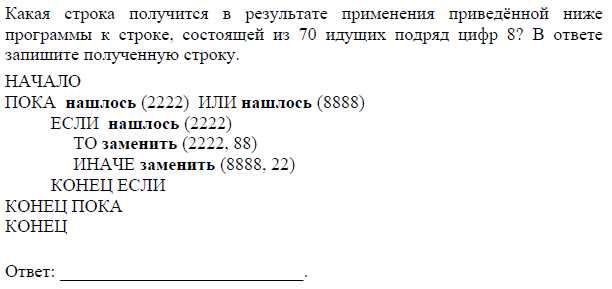 Какая строка получится в результате применения приведённой ниже
программы к строке, состоящей из 70 идущих подряд цифр 8? В ответе
запишите полученную строку.
НАЧАЛО
ПОКА нашлось (2222) ИЛИ нашлось (8888)
ЕСЛИ нашлось (2222)
ТО заменить (2222, 88)
ИНАЧЕ заменить (8888, 22)
КОНЕЦ ЕСЛИ
КОНЕЦ ПОКА
КОНЕЦ
Ответ: ___________________________.